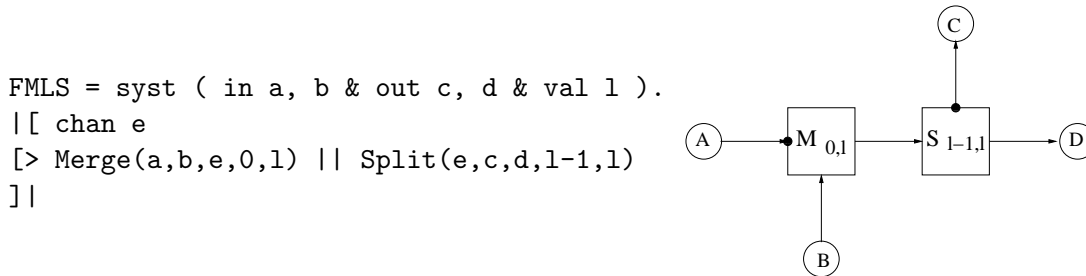 FMLS = syst ( in a, b & out c, d & val l ).
|[ chan e
[> Merge(a,b,e,0,l) || Split(e,c,d,l-1,l)
]|
C
A
M 0,l
S l−1,l
D
B